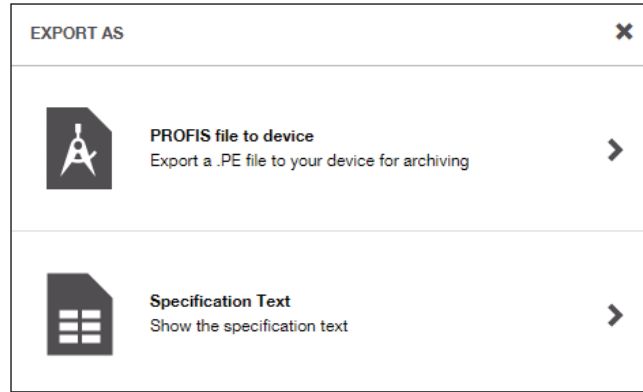 EXPORT AS
PROFIS file to device
Export a .PE file to your device for archiving
Specification Text
Show the specification text